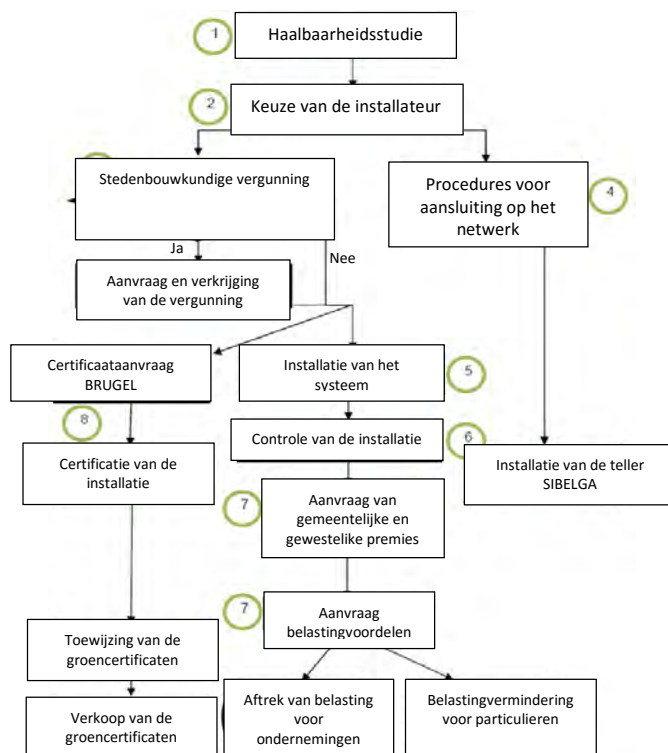 1
Haalbaarheidsstudie
2
Keuze van de installateur
Stedenbouwkundige vergunning
Procedures voor
aansluiting op het
netwerk
4
Ja
Nee
Aanvraag en verkrijging
van de vergunning
Certificaataanvraag
BRUGEL
Installatie van het
systeem
5
8
Controle van de installatie
6
Certificatie van de
installatie
Installatie van de teller
SIBELGA
7
Aanvraag van
gemeentelijke en
gewestelike premies
7
Aanvraag
belastingvoordelen
Toewijzing van de
groencertificaten
Verkoop van de
groencertificaten
Aftrek van belasting
voor
ondernemingen
Belastingvermindering
voor particulieren